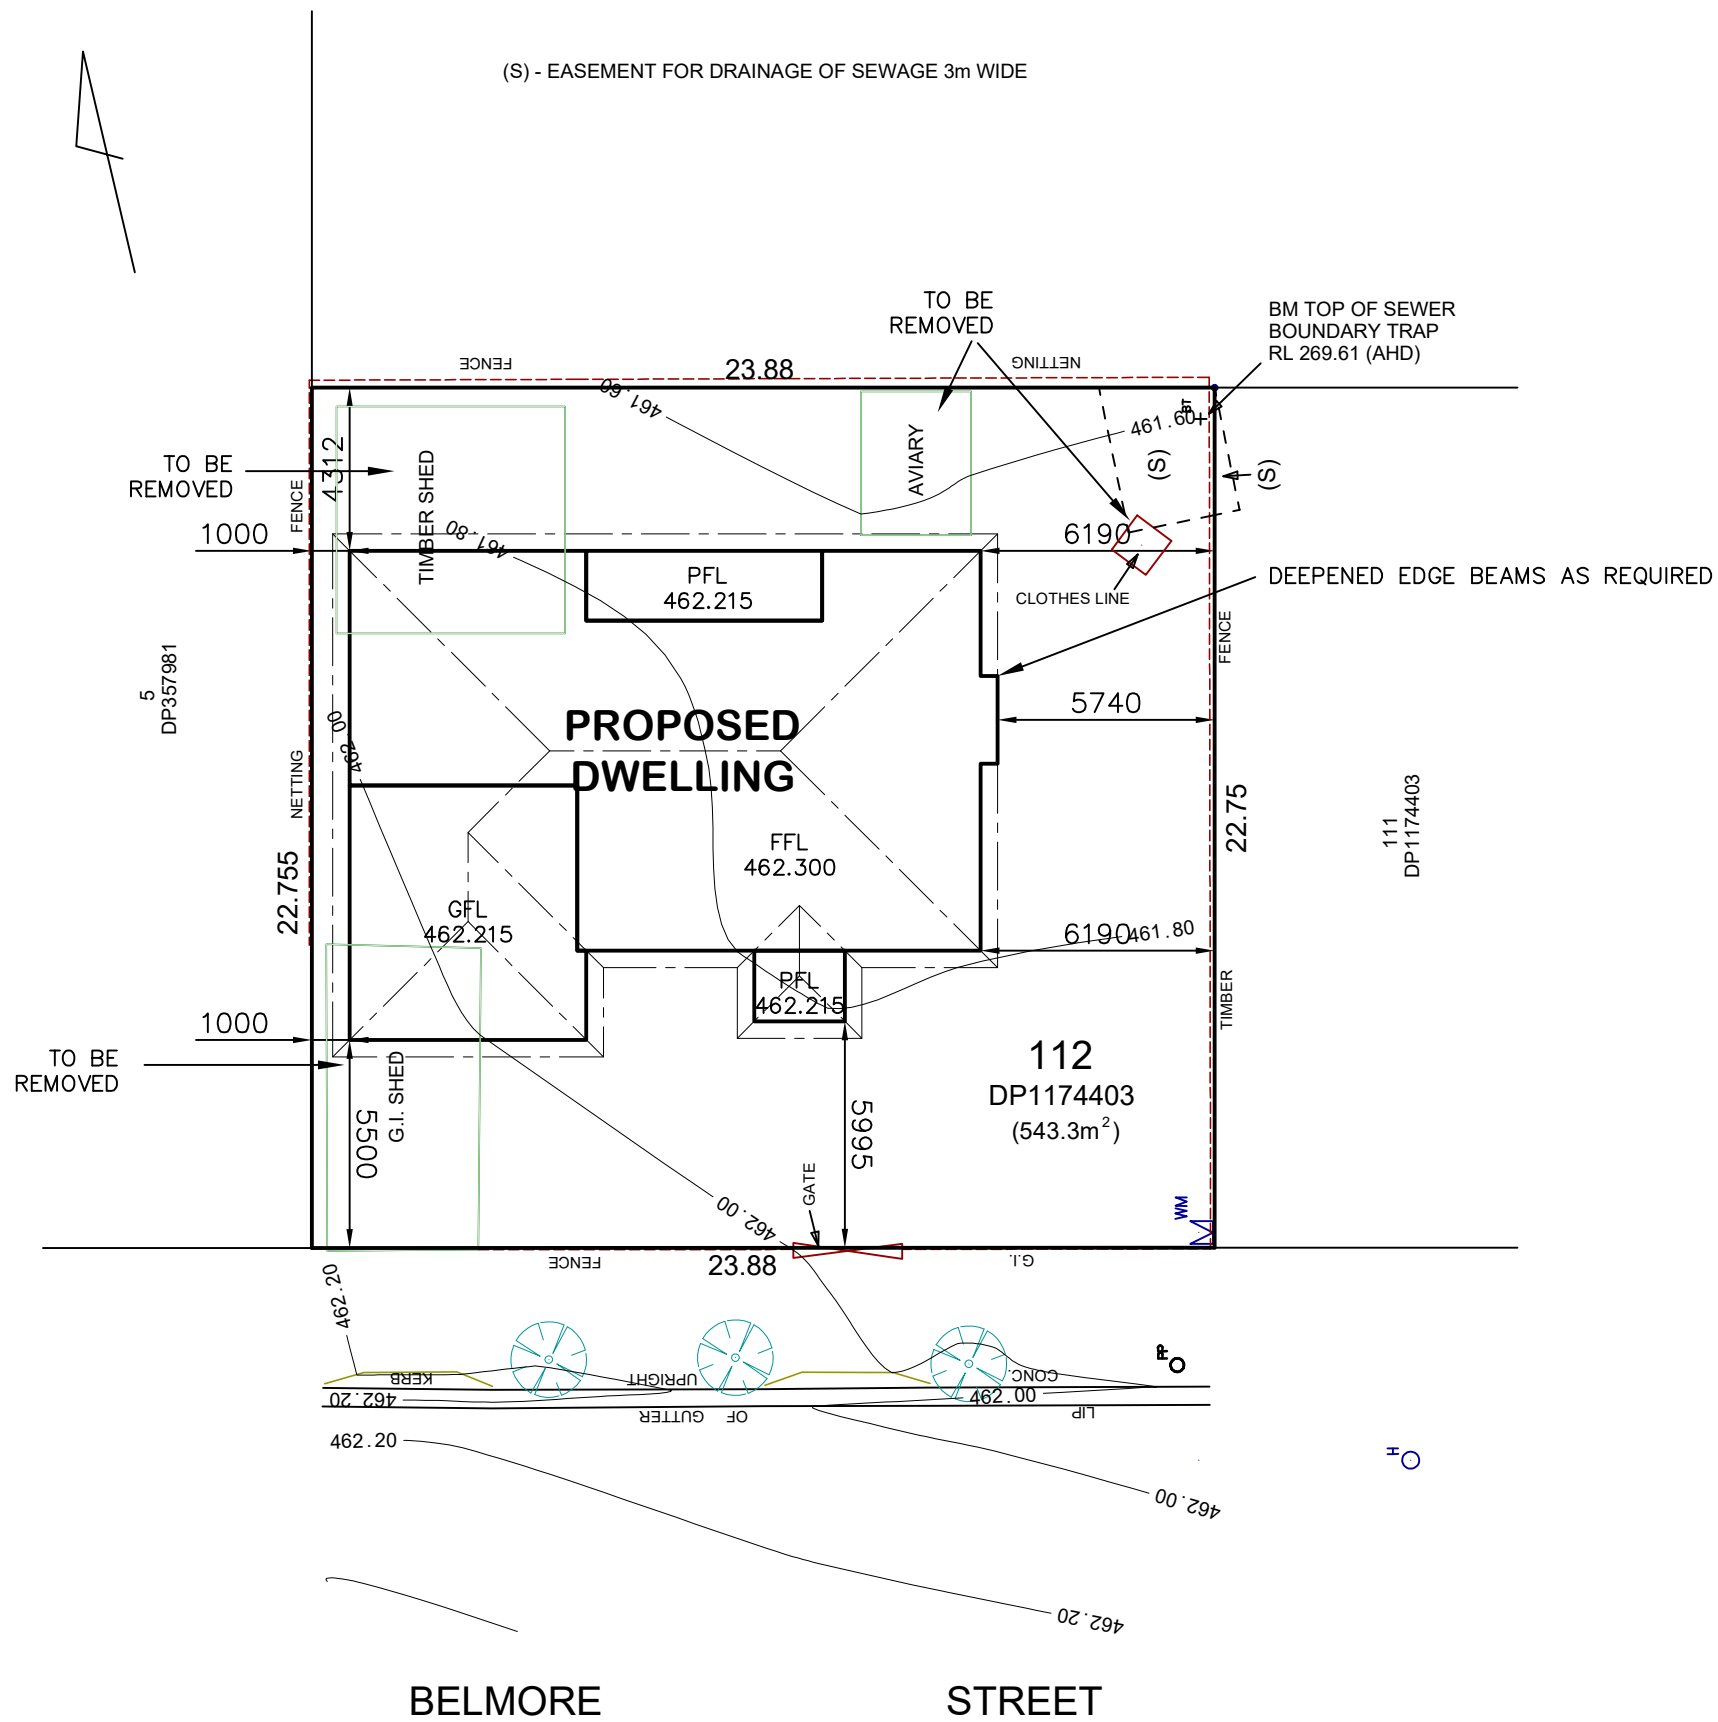 (S) - EASEMENT FOR DRAINAGE OF SEWAGE 3m WIDE
TO BE
REMOVED
BM TOP OF SEWER
BOUNDARY TRAP
RL 269.61 (AHD)
FENCE
23.88
NETTING
461.60
BT
461.60
(S)
(S)
TO BE
REMOVED
4312
TIMBER SHED
AVIARY
FENCE
1000
461.80
6190
PFL
462.215
CLOTHES LINE
DEEPENED EDGE BEAMS AS REQUIRED
FENCE
5
DP357981
462.00
PROPOSED
DWELLING
5740
NETTING
22.75
111
DP1174403
FFL
462.300
22.755
GFL
462.215
6190
461.80
PFL
462.215
TIMBER
1000
TO BE
REMOVED
G.I. SHED
5500
5995
112
DP1174403
(543.3m²)
GATE
462.00
WM
FENCE
23.88
G.I.
462.20
KERB
UPRIGHT
CONC.
PP
462.20
462.00
LIP
OF GUTTER
462.20
H
462.00
462.20
BELMORE STREET